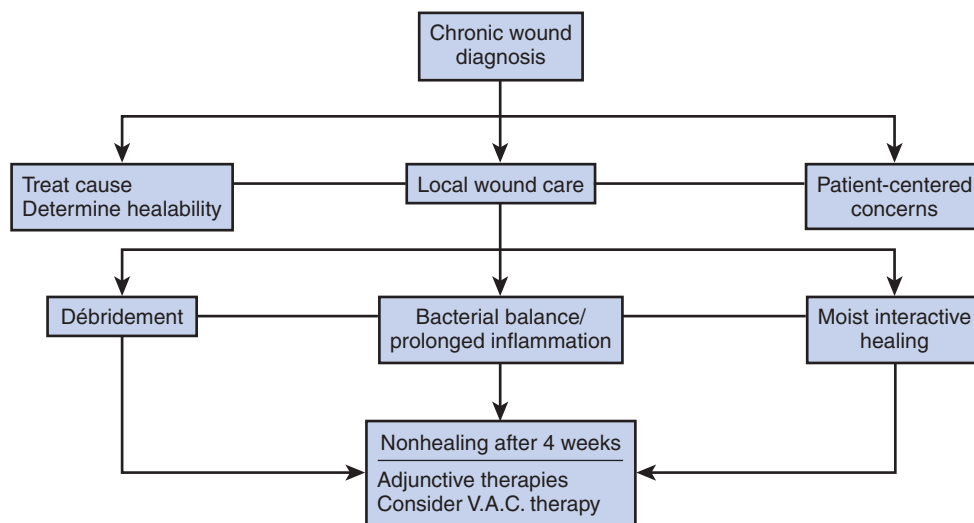 Chronic wound
diagnosis
Treat cause
Determine healability
Local wound care
Patient-centered
concerns
Débridement
Bacterial balance/
prolonged inflammation
Moist interactive
healing
Nonhealing after 4 weeks
Adjunctive therapies
Consider V.A.C. therapy